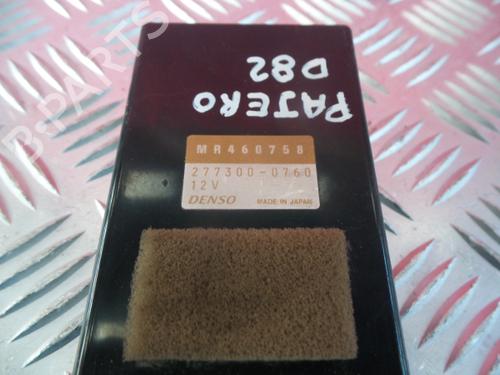 PAJERO
D82
MR460758
277300-0760
12V
DENSO MADE IN JAPAN
B-PARTS